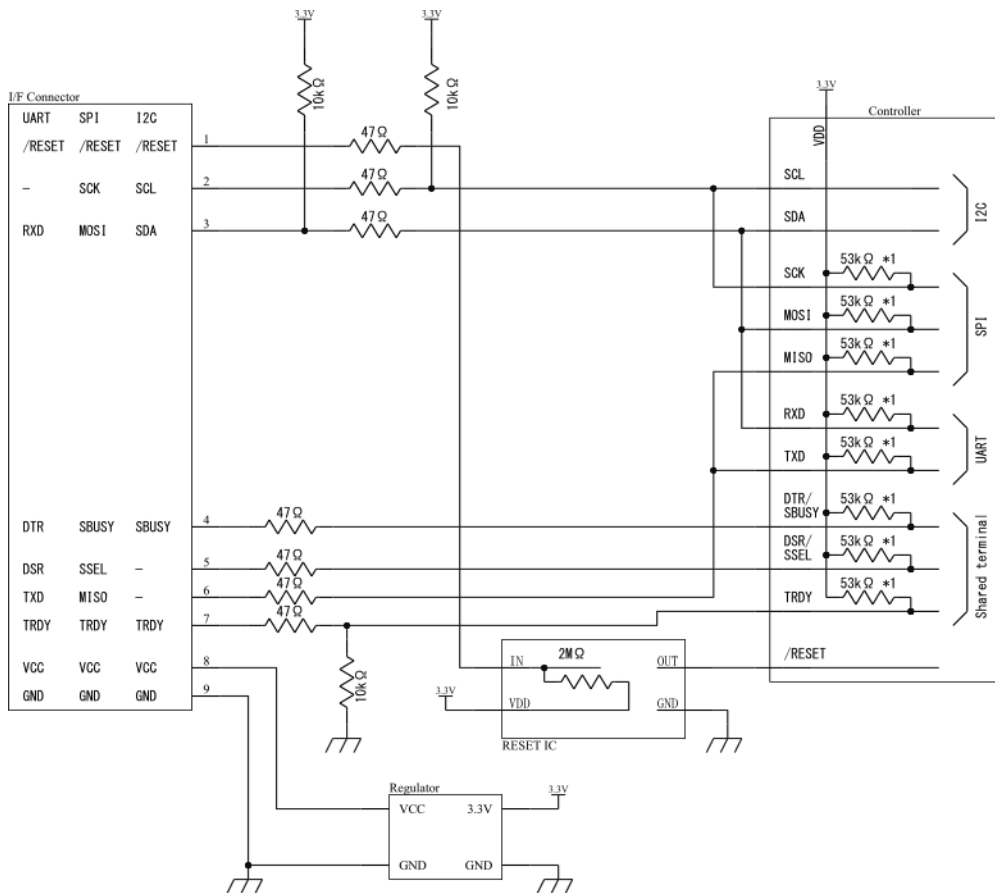 3.3V 3.3V
10kΩ 10kΩ
I/F Connector
3.3V
Controller
UART SPI I2C
VDD
/RESET /RESET /RESET 1 47Ω
- SCK SCL 2 47Ω SCL
RXD MOSI SDA 3 47Ω SDA
I2C
SCK 53kΩ *1
MOSI 53kΩ *1
MISO 53kΩ *1
SPI
RXD 53kΩ *1
TXD 53kΩ *1
UART
DTR SBUSY SBUSY 4 47Ω DTR/
SBUSY 53kΩ *1
DSR SSEL - 5 47Ω DSR/
SSEL 53kΩ *1
TXD MISO - 6 47Ω
TRDY TRDY TRDY 7 47Ω TRDY 53kΩ *1
Shared terminal
VCC VCC VCC 8
GND GND GND 9
10kΩ
IN 2MΩ OUT /RESET
3.3V VDD GND
RESET IC
Regulator
VCC 3.3V 3.3V
GND GND